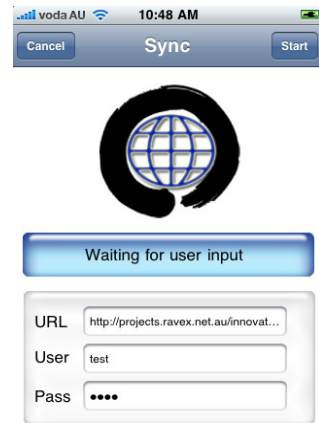 voda AU 10:48 AM
Cancel Sync Start
Waiting for user input
URL http://projects.ravex.net.au/innovat...
User test
Pass ••••